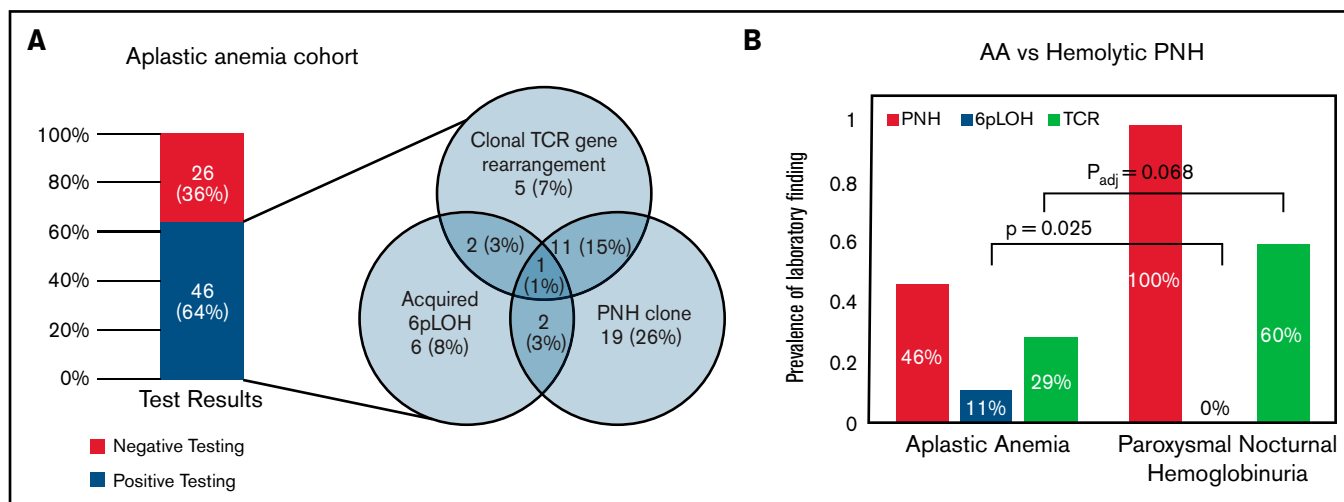 A
Aplastic anemia cohort
100%
80%
60%
40%
20%
0%
26
(36%)
46
(64%)
Test Results
Negative Testing
Positive Testing
Clonal TCR gene
rearrangement
5 (7%)
2 (3%)
11 (15%)
1
(1%)
Acquired
6pLOH
6 (8%)
2
(3%)
PNH clone
19 (26%)
B
AA vs Hemolytic PNH
Prevalence of laboratory finding
1
0.8
0.6
0.4
0.2
0
PNH 6pLOH TCR
Padj = 0.068
p = 0.025
46%
11%
29%
100%
0%
60%
Aplastic Anemia
Paroxysmal Nocturnal
Hemoglobinuria